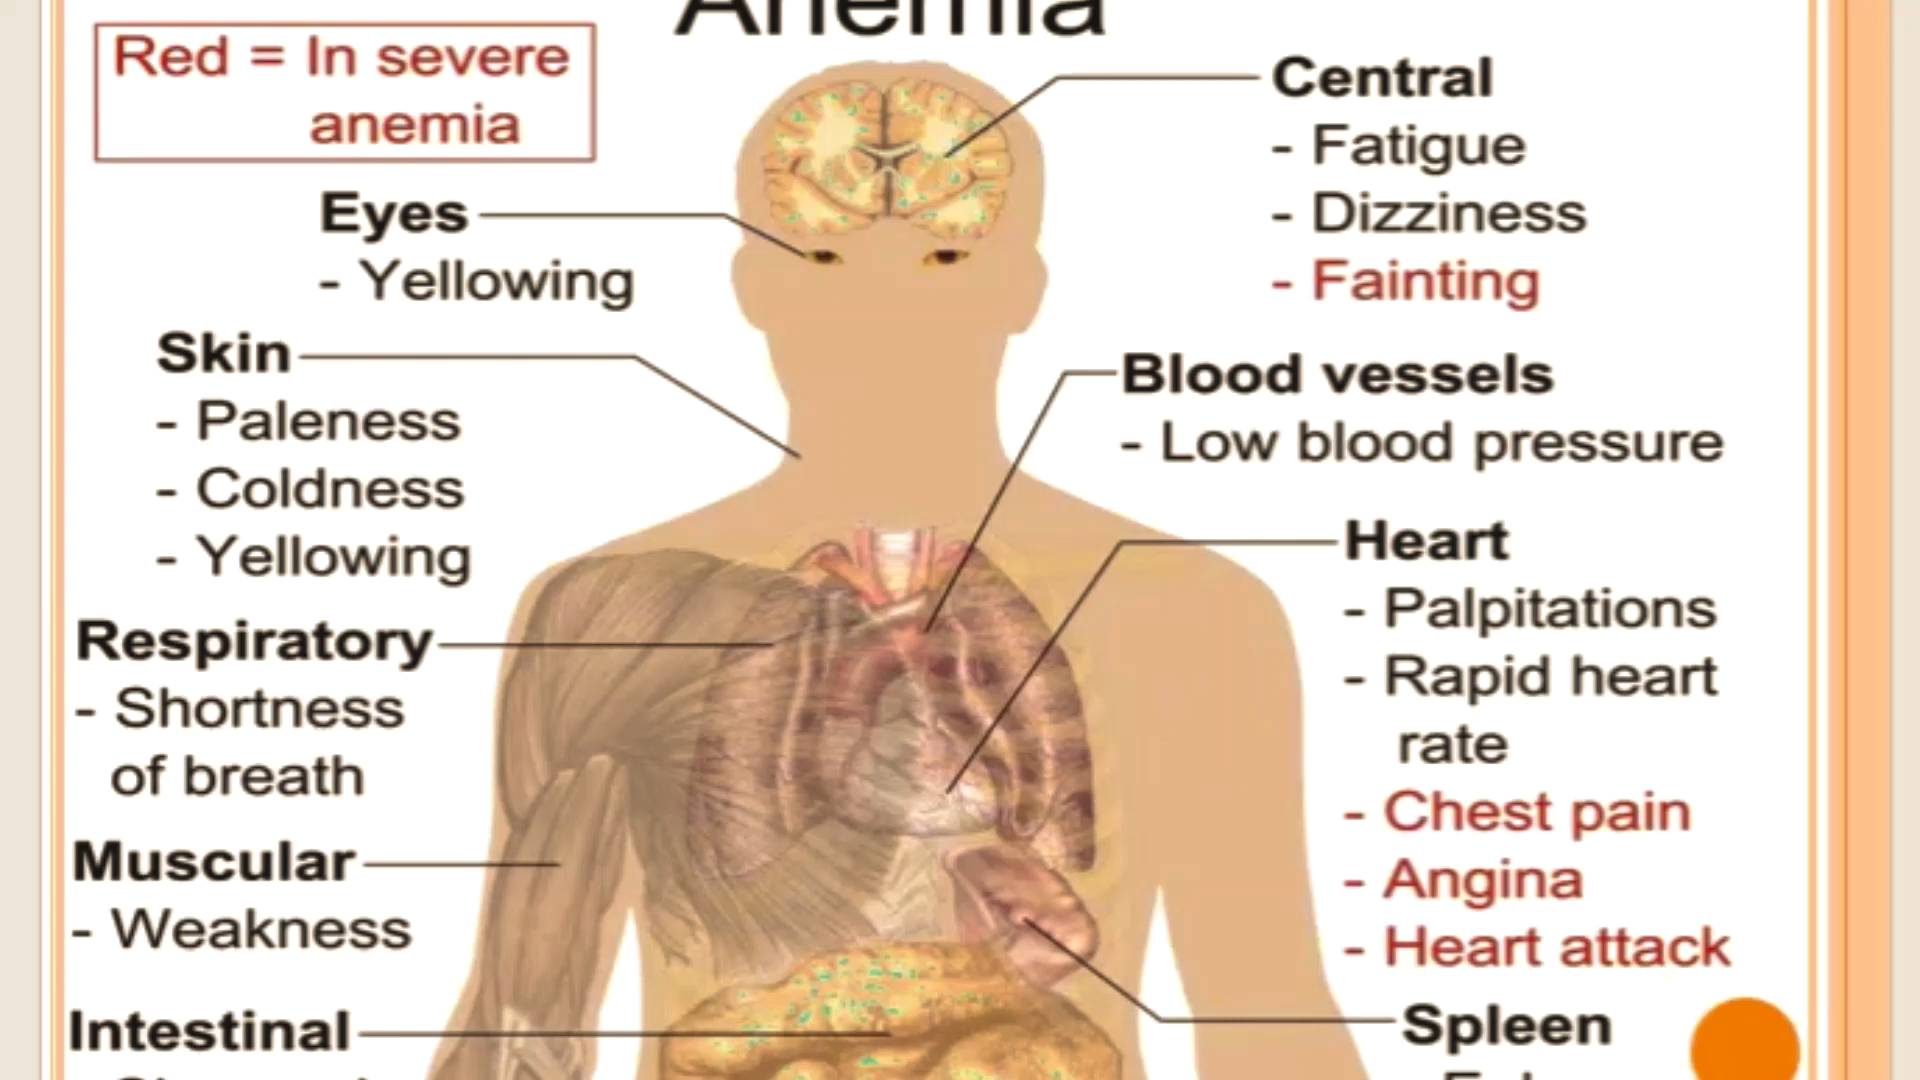 Anemia
Red = In severe
anemia
Eyes
- Yellowing
Skin
- Paleness
- Coldness
- Yellowing
Respiratory
- Shortness
of breath
Muscular
- Weakness
Intestinal
Central
- Fatigue
- Dizziness
- Fainting
Blood vessels
- Low blood pressure
Heart
- Palpitations
- Rapid heart
rate
- Chest pain
- Angina
- Heart attack
Spleen